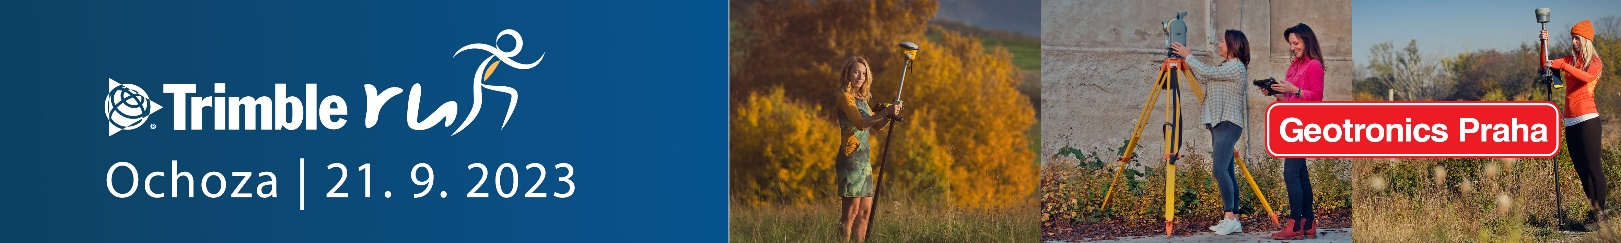 Trimble run
Ochoza | 21. 9. 2023
Geotronics Praha